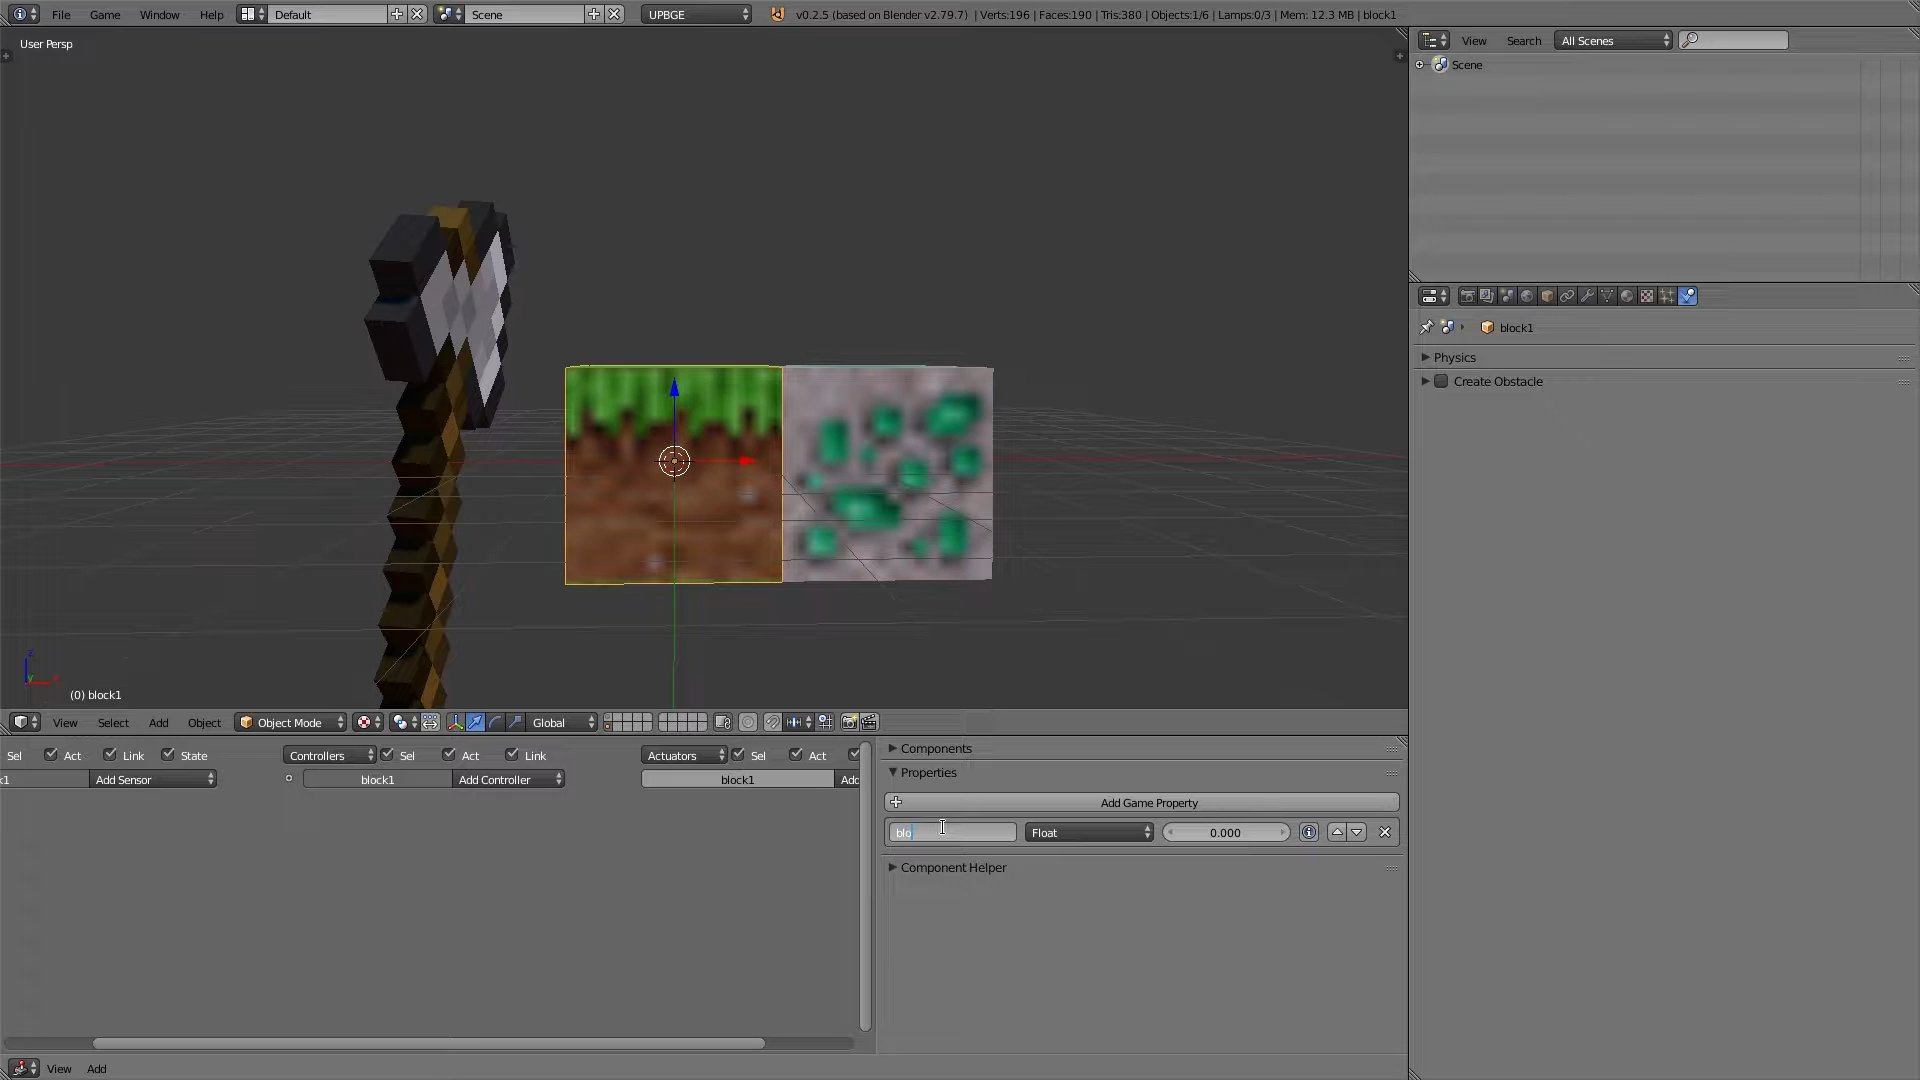 File Game Window Help Default Scene UPBGE v0.2.5 (based on Blender v2.79.7) | Verts:196 | Faces:190 | Tris:380 | Objects:1/6 | Lamps:0/3 | Mem: 12.3 MB | block1
User Persp
View Search All Scenes
Scene
block1
Physics
Create Obstacle
z
y x
(0) block1
View Select Add Object Object Mode Global
Sel Act Link State Controllers Sel Act Link Actuators Sel Act
k1 Add Sensor block1 Add Controller block1 Add
Components
Properties
Add Game Property
blo Float 0.000
Component Helper
View Add